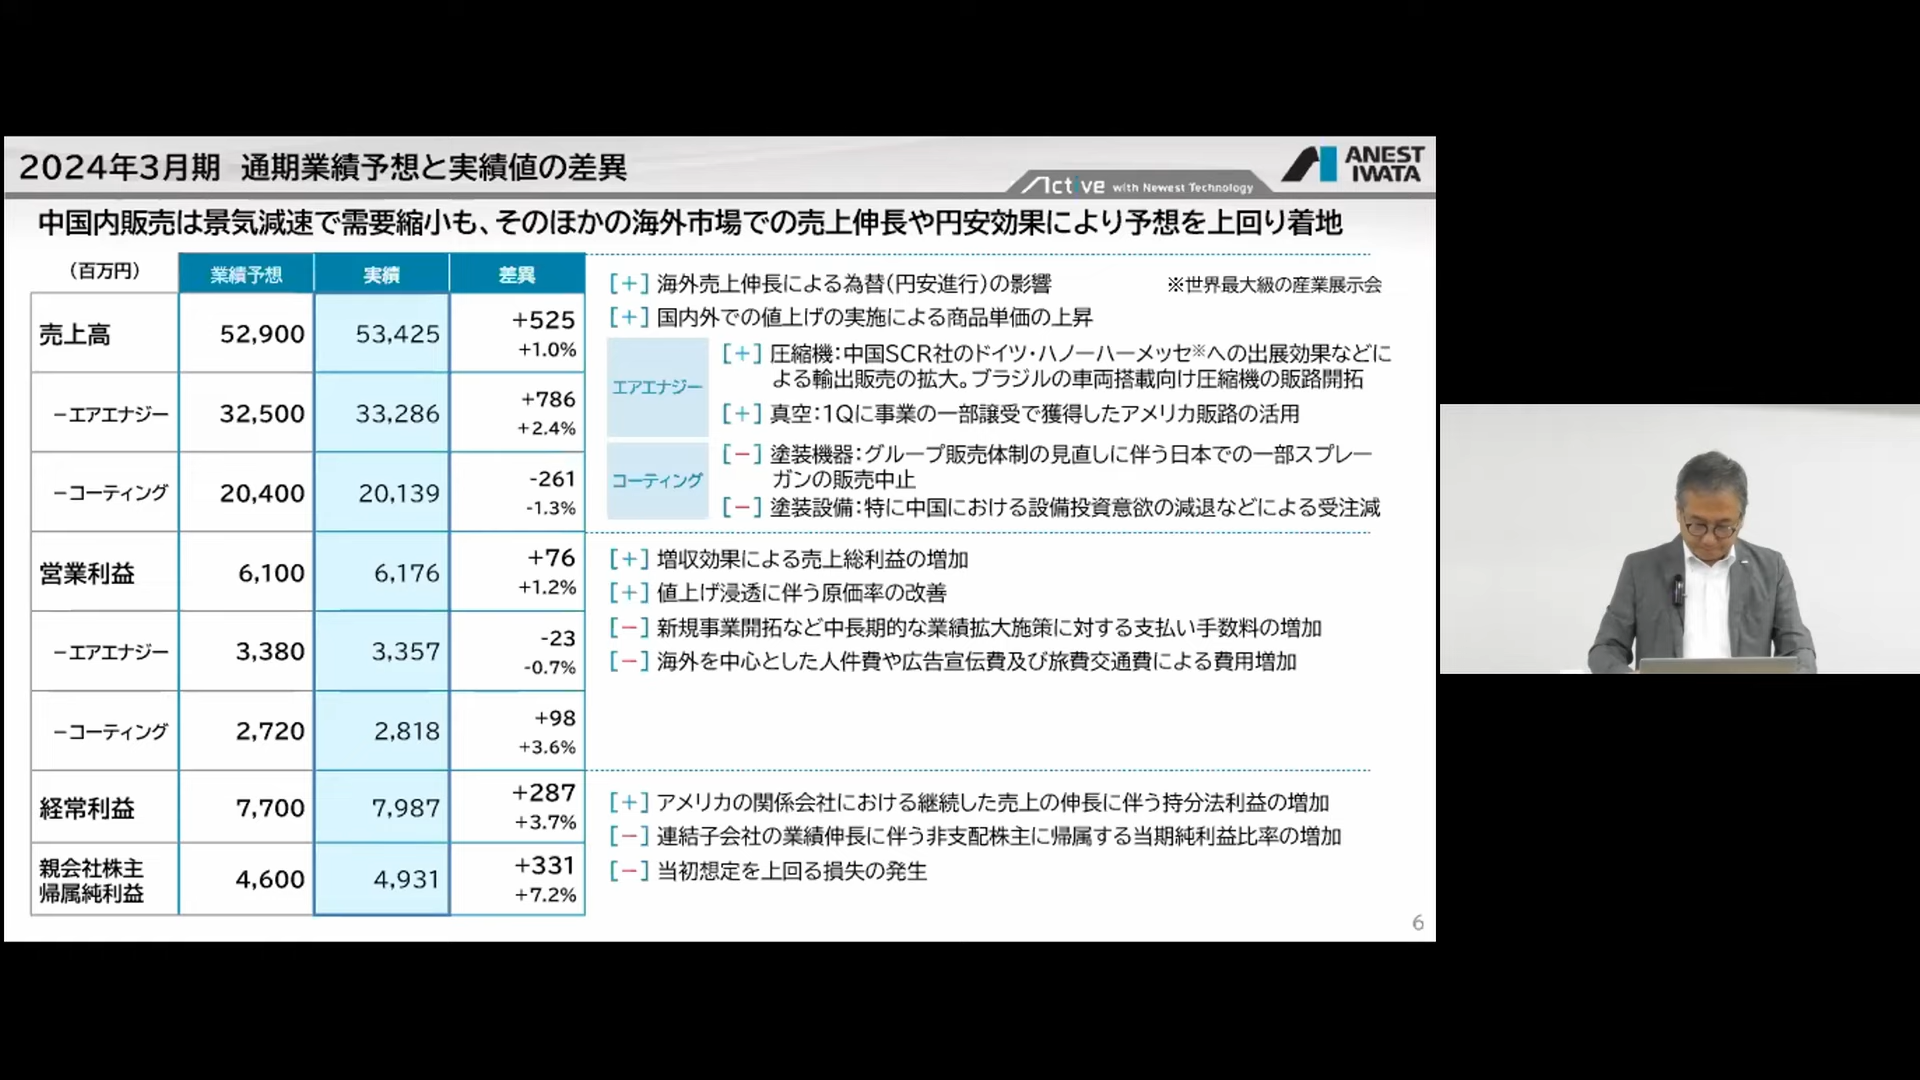 2024年3月期 通期業績予想と実績値の差異
Active with Newest Technology
ANEST
IWATA
中国内販売は景気減速で需要縮小も、そのほかの海外市場での売上伸長や円安効果により予想を上回り着地
（百万円） 業績予想 実績 差異
売上高 52,900 53,425 +525
+1.0%
－エアエナジー 32,500 33,286 +786
+2.4%
－コーティング 20,400 20,139 -261
-1.3%
営業利益 6,100 6,176 +76
+1.2%
－エアエナジー 3,380 3,357 -23
-0.7%
－コーティング 2,720 2,818 +98
+3.6%
経常利益 7,700 7,987 +287
+3.7%
親会社株主
帰属純利益 4,600 4,931 +331
+7.2%
[＋] 海外売上伸長による為替（円安進行）の影響 ※世界最大級の産業展示会
[＋] 国内外での値上げの実施による商品単価の上昇
エアエナジー
[＋] 圧縮機：中国SCR社のドイツ・ハノーハーメッセ※への出展効果などに
よる輸出販売の拡大。ブラジルの車両搭載向け圧縮機の販路開拓
[＋] 真空：1Qに事業の一部譲受で獲得したアメリカ販路の活用
コーティング
[－] 塗装機器：グループ販売体制の見直しに伴う日本での一部スプレー
ガンの販売中止
[－] 塗装設備：特に中国における設備投資意欲の減退などによる受注減
[＋] 増収効果による売上総利益の増加
[＋] 値上げ浸透に伴う原価率の改善
[－] 新規事業開拓など中長期的な業績拡大施策に対する支払い手数料の増加
[－] 海外を中心とした人件費や広告宣伝費及び旅費交通費による費用増加
[＋] アメリカの関係会社における継続した売上の伸長に伴う持分法利益の増加
[－] 連結子会社の業績伸長に伴う非支配株主に帰属する当期純利益比率の増加
[－] 当初想定を上回る損失の発生
6